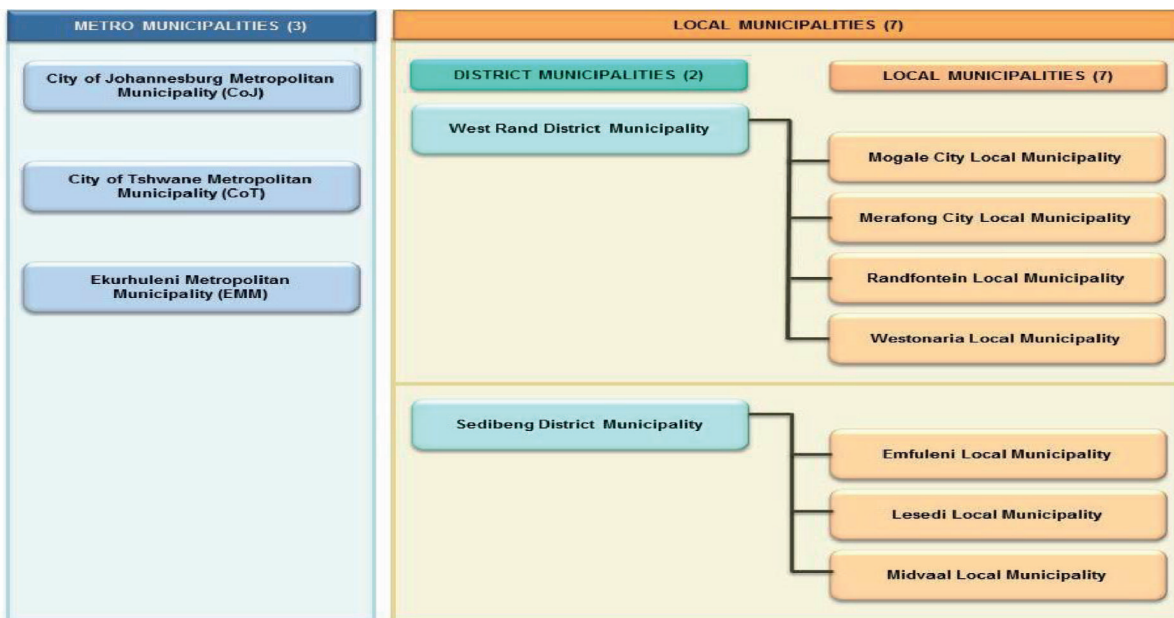 METRO MUNICIPALITIES (3)
City of Johannesburg Metropolitan
Municipality (CoJ)
City of Tshwane Metropolitan
Municipality (CoT)
Ekurhuleni Metropolitan
Municipality (EMM)
LOCAL MUNICIPALITIES (7)
DISTRICT MUNICIPALITIES (2)
LOCAL MUNICIPALITIES (7)
West Rand District Municipality
Mogale City Local Municipality
Merafong City Local Municipality
Randfontein Local Municipality
Westonaria Local Municipality
Sedibeng District Municipality
Emfuleni Local Municipality
Lesedi Local Municipality
Midvaal Local Municipality